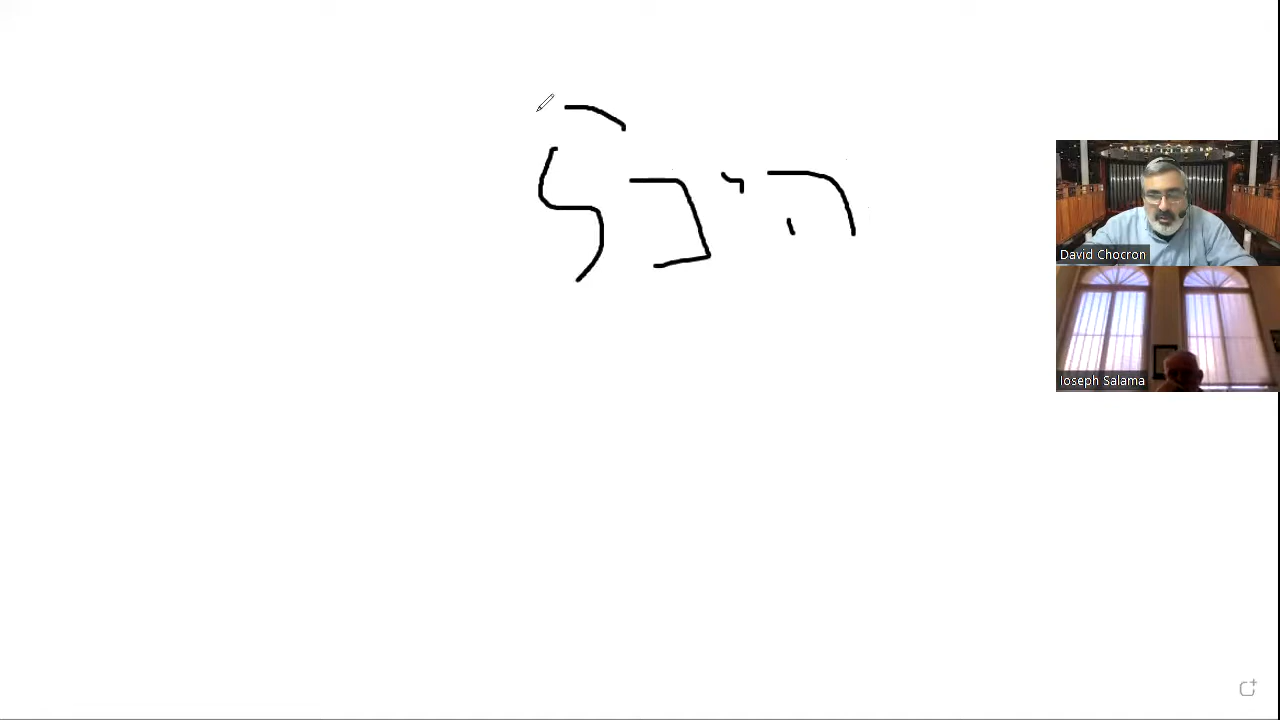 היכל
David Chocron
Ioseph Salama